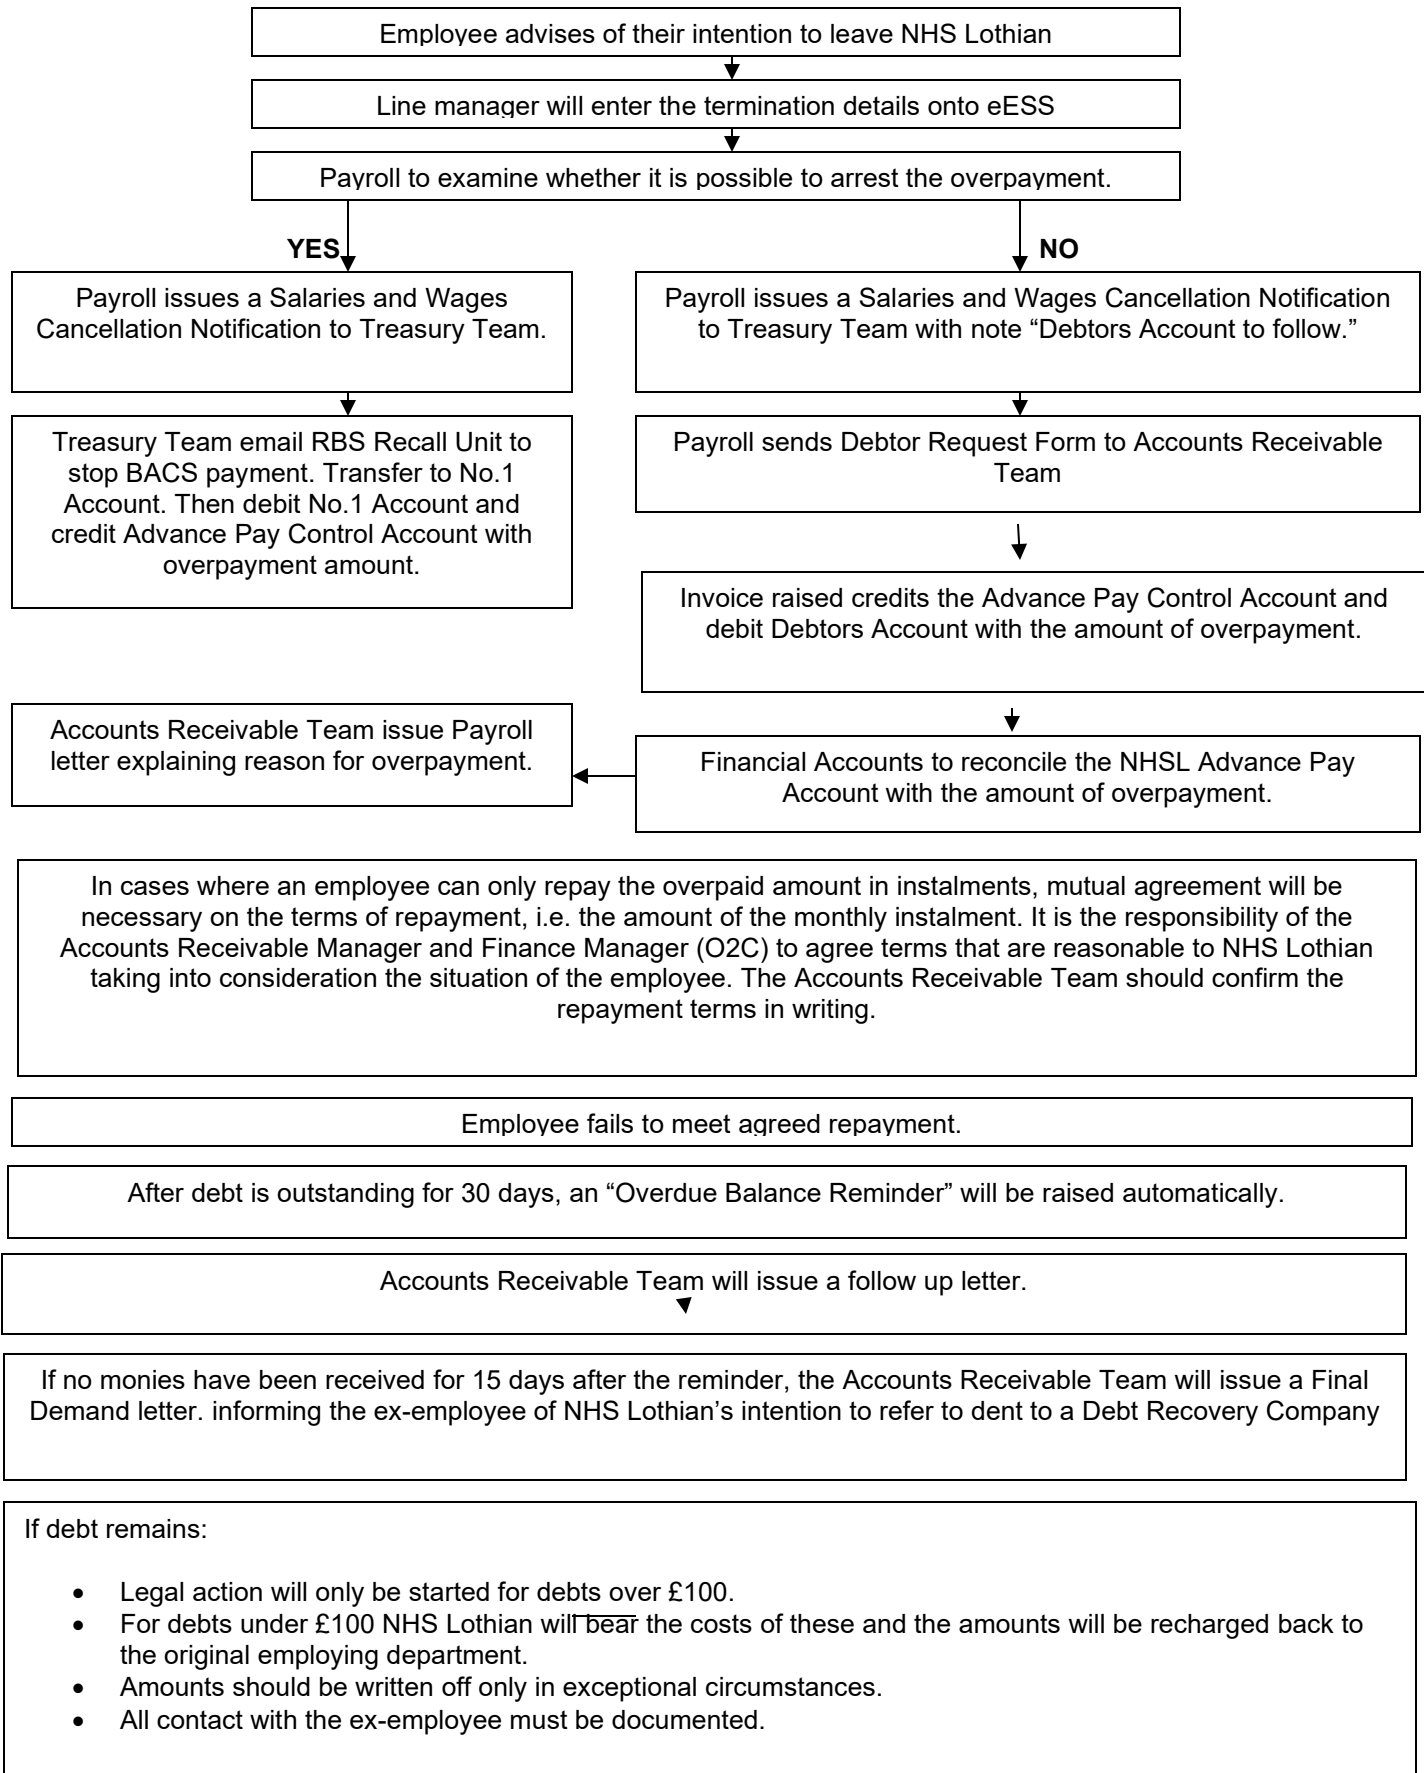 Employee advises of their intention to leave NHS Lothian
Line manager will enter the termination details onto eESS
Payroll to examine whether it is possible to arrest the overpayment.
YES
NO
Payroll issues a Salaries and Wages
Cancellation Notification to Treasury Team.
Payroll issues a Salaries and Wages Cancellation Notification
to Treasury Team with note “Debtors Account to follow.”
Treasury Team email RBS Recall Unit to
stop BACS payment. Transfer to No.1
Account. Then debit No.1 Account and
credit Advance Pay Control Account with
overpayment amount.
Payroll sends Debtor Request Form to Accounts Receivable
Team
Invoice raised credits the Advance Pay Control Account and
debit Debtors Account with the amount of overpayment.
Accounts Receivable Team issue Payroll
letter explaining reason for overpayment.
Financial Accounts to reconcile the NHSL Advance Pay
Account with the amount of overpayment.
In cases where an employee can only repay the overpaid amount in instalments, mutual agreement will be
necessary on the terms of repayment, i.e. the amount of the monthly instalment. It is the responsibility of the
Accounts Receivable Manager and Finance Manager (O2C) to agree terms that are reasonable to NHS Lothian
taking into consideration the situation of the employee. The Accounts Receivable Team should confirm the
repayment terms in writing.
Employee fails to meet agreed repayment.
After debt is outstanding for 30 days, an “Overdue Balance Reminder” will be raised automatically.
Accounts Receivable Team will issue a follow up letter.
If no monies have been received for 15 days after the reminder, the Accounts Receivable Team will issue a Final
Demand letter. informing the ex-employee of NHS Lothian’s intention to refer to dent to a Debt Recovery Company
If debt remains:
• Legal action will only be started for debts over £100.
• For debts under £100 NHS Lothian will bear the costs of these and the amounts will be recharged back to
the original employing department.
• Amounts should be written off only in exceptional circumstances.
• All contact with the ex-employee must be documented.